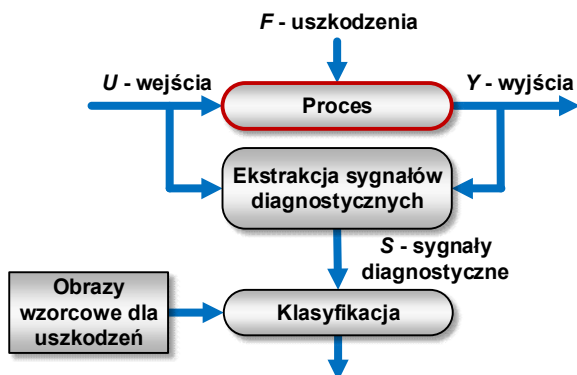 F - uszkodzenia
U - wejścia
Y - wyjścia
Proces
Ekstrakcja sygnałów
diagnostycznych
S - sygnały
diagnostyczne
Obrazy
wzorcowe dla
uszkodzeń
Klasyfikacja